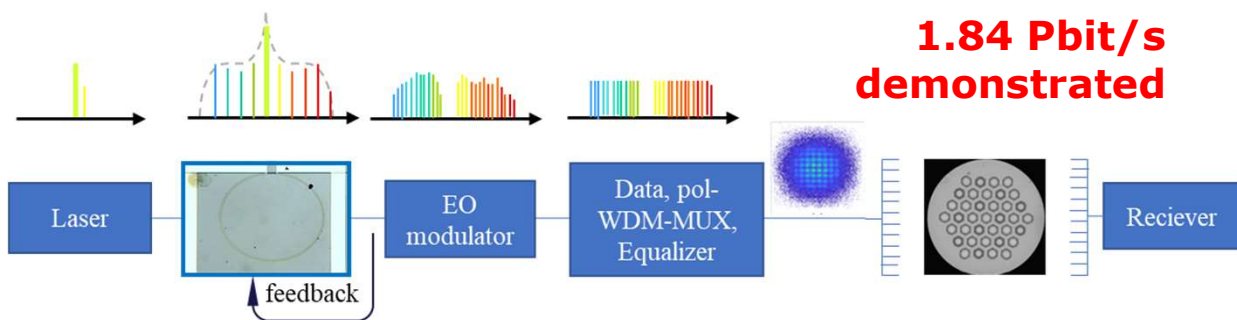 1.84 Pbit/s
demonstrated
Laser
EO
modulator
Data, pol-
WDM-MUX,
Equalizer
Reciever
feedback